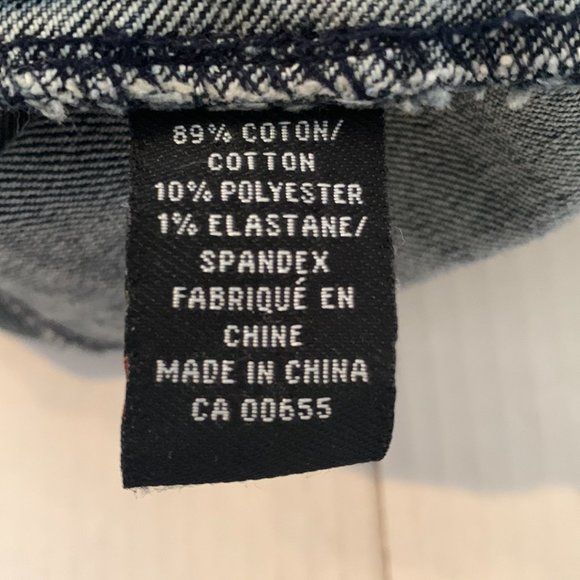 89% COTON/
COTTON
10% POLYESTER
1% ELASTANE/
SPANDEX
FABRIQUÉ EN
CHINE
MADE IN CHINA
CA 00655